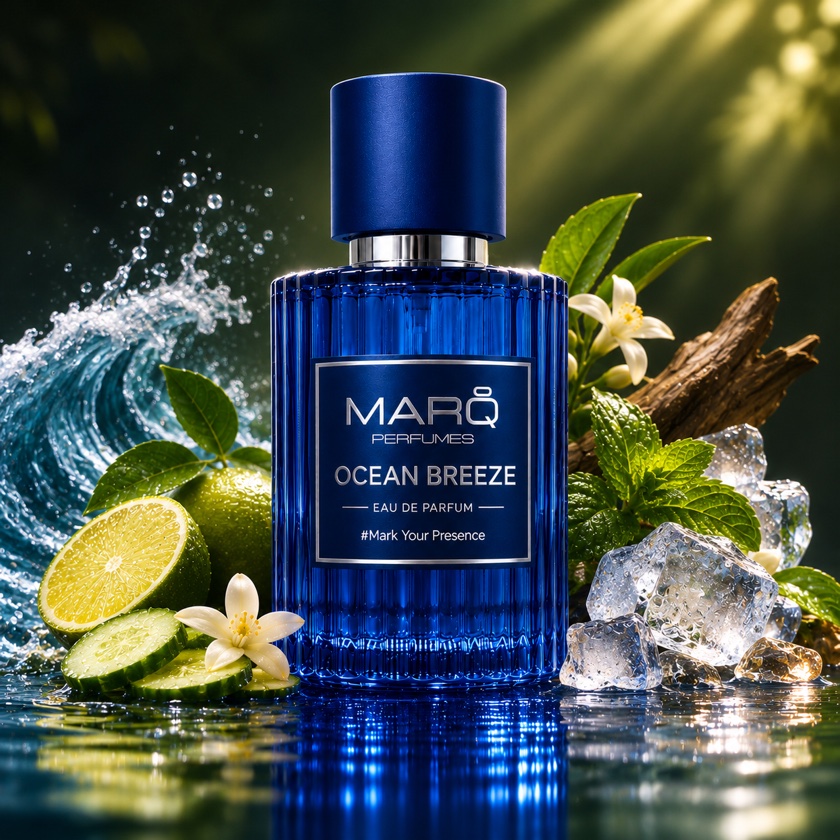 MARQ
PERFUMES
OCEAN BREEZE
EAU DE PARFUM
#Mark Your Presence